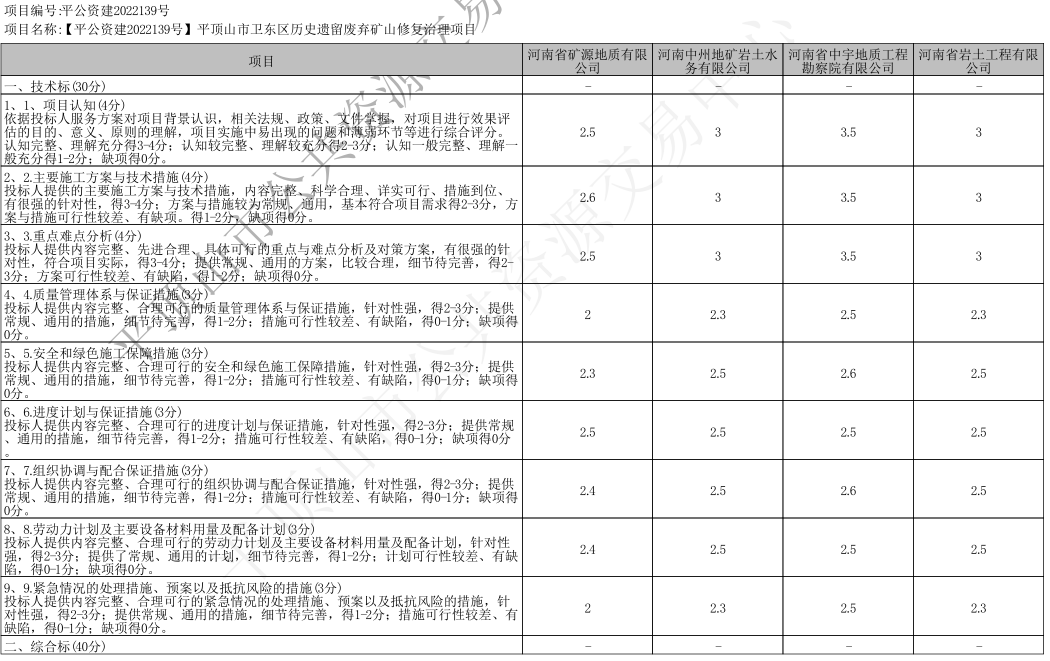 项目编号:平公资建2022139号
项目名称:【平公资建2022139号】平顶山市卫东区历史遗留废弃矿山修复治理项目
项目 河南省矿源地质有限公司 河南中州地矿岩土水务有限公司 河南省中宇地质工程勘察院有限公司 河南省岩土工程有限公司
一、技术标(30分) - - - -
1、1、项目认知(4分)
依据投标人服务方案对项目背景认识，相关法规、政策、文件掌握，对项目进行效果评
估的目的、意义、原则的理解，项目实施中易出现的问题和薄弱环节等进行综合评分。
认知完整、理解充分得3-4分；认知较完整、理解较充分得2-3分；认知一般完整、理解一
般充分得1-2分；缺项得0分。
2.5 3 3.5 3
2、2.主要施工方案与技术措施(4分)
投标人提供的主要施工方案与技术措施，内容完整、科学合理、详实可行、措施到位、
有很强的针对性，得3-4分；方案与措施较为常规、通用，基本符合项目需求得2-3分，方
案与措施可行性较差、有缺项。得1-2分，缺项得0分。
2.6 3 3.5 3
3、3.重点难点分析(4分)
投标人提供内容完整、先进合理、具体可行的重点与难点分析及对策方案，有很强的针
对性，符合项目实际，得3-4分；提供常规、通用的方案，比较合理，细节待完善，得2-
3分；方案可行性较差、有缺陷，得1-2分；缺项得0分。
2.5 3 3.5 3
4、4.质量管理体系与保证措施(3分)
投标人提供内容完整、合理可行的质量管理体系与保证措施，针对性强，得2-3分；提供
常规、通用的措施，细节待完善，得1-2分；措施可行性较差、有缺陷，得0-1分；缺项得
0分。
2 2.3 2.5 2.3
5、5.安全和绿色施工保障措施(3分)
投标人提供内容完整、合理可行的安全和绿色施工保障措施，针对性强，得2-3分；提供
常规、通用的措施，细节待完善，得1-2分；措施可行性较差、有缺陷，得0-1分；缺项得
0分。
2.3 2.5 2.6 2.5
6、6.进度计划与保证措施(3分)
投标人提供内容完整、合理可行的进度计划与保证措施，针对性强，得2-3分；提供常规
、通用的措施，细节待完善，得1-2分；措施可行性较差、有缺陷，得0-1分；缺项得0分
。
2.5 2.5 2.5 2.5
7、7.组织协调与配合保证措施(3分)
投标人提供内容完整、合理可行的组织协调与配合保证措施，针对性强，得2-3分；提供
常规、通用的措施，细节待完善，得1-2分；措施可行性较差、有缺陷，得0-1分；缺项得
0分。
2.4 2.5 2.6 2.5
8、8.劳动力计划及主要设备材料用量及配备计划(3分)
投标人提供内容完整、合理可行的劳动力计划及主要设备材料用量及配备计划，针对性
强，得2-3分；提供了常规、通用的计划，细节待完善，得1-2分；计划可行性较差、有缺
陷，得0-1分；缺项得0分。
2.4 2.5 2.5 2.5
9、9.紧急情况的处理措施、预案以及抵抗风险的措施(3分)
投标人提供内容完整、合理可行的紧急情况的处理措施、预案以及抵抗风险的措施，针
对性强，得2-3分；提供常规、通用的措施，细节待完善，得1-2分；措施可行性较差、有
缺陷，得0-1分；缺项得0分。
2 2.3 2.5 2.3
二、综合标(40分) - - - -
平顶山市公共资源交易
平顶山市公共资源交易中心